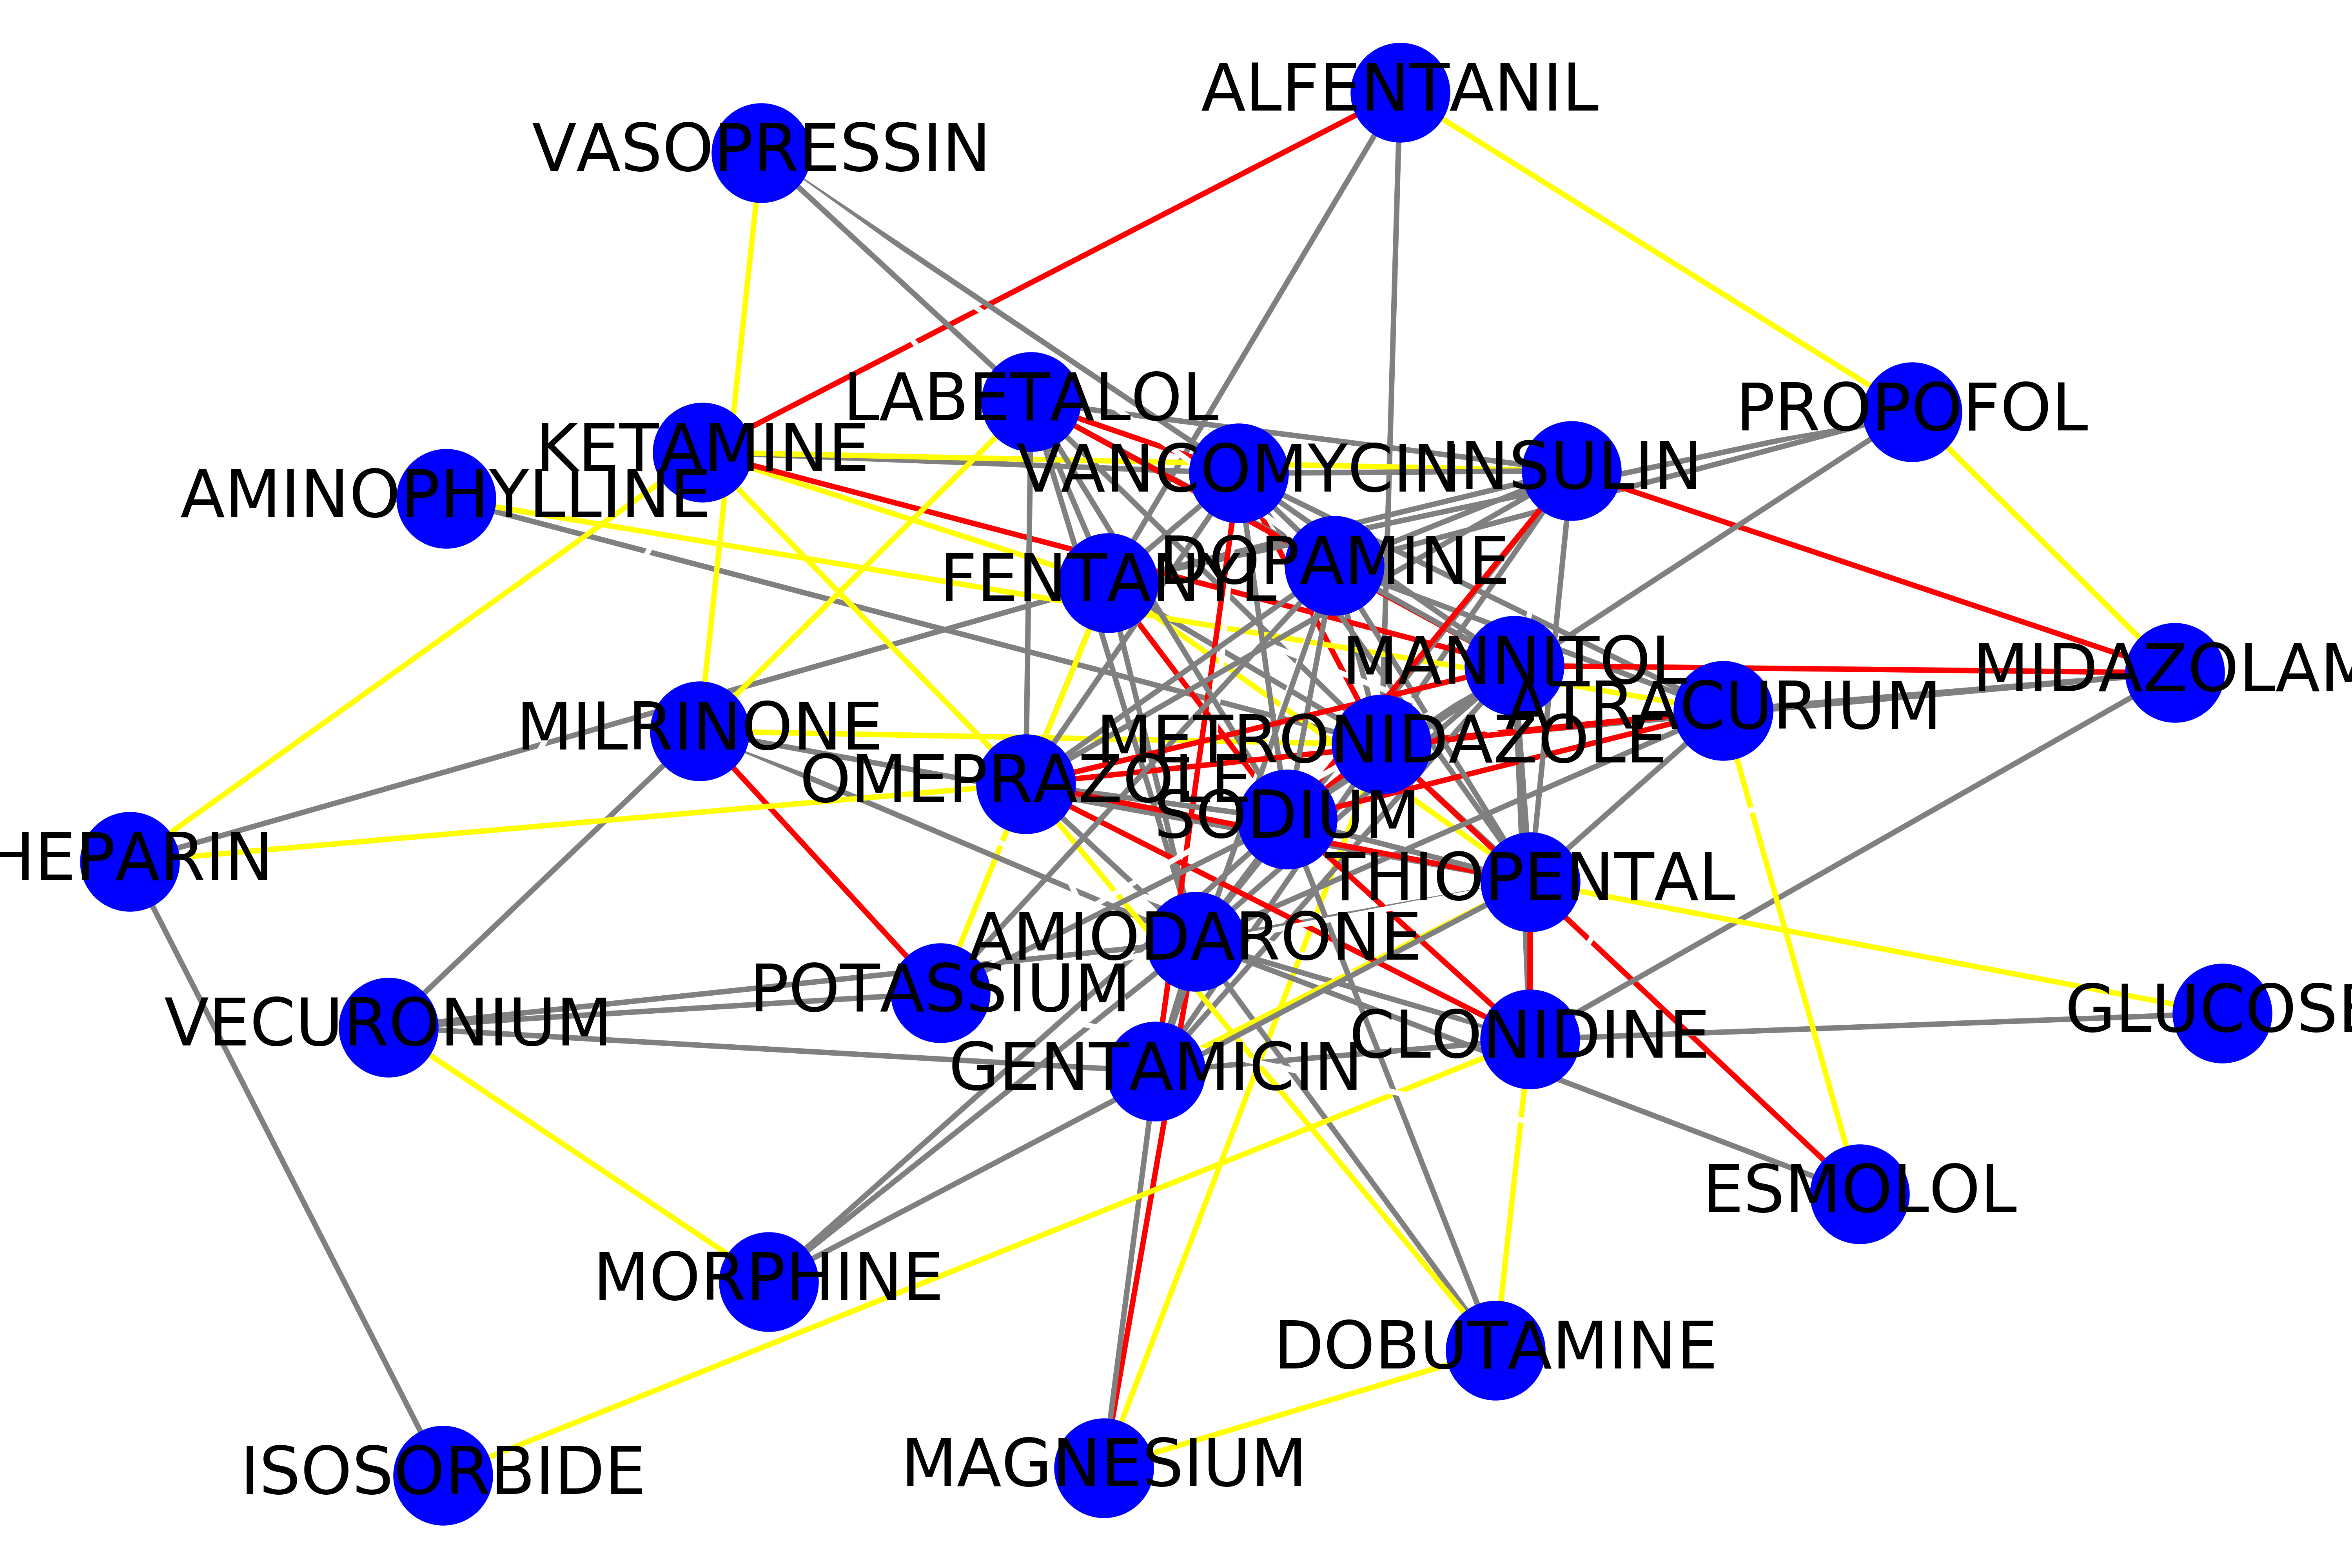 ALFENTANIL
VASOPRESSIN
LABETALOL
PROPOFOL
KETAMINE
VANCOMYCIN
INSULIN
AMINOPHYLLINE
DOPAMINE
FENTANYL
MANNITOL
MIDAZOLAM
ATRACURIUM
MILRINONE
METRONIDAZOLE
OMEPRAZOLE
SODIUM
HEPARIN
THIOPENTAL
AMIODARONE
POTASSIUM
GLUCOSE
VECURONIUM
CLONIDINE
GENTAMICIN
ESMOLOL
MORPHINE
DOBUTAMINE
MAGNESIUM
ISOSORBIDE